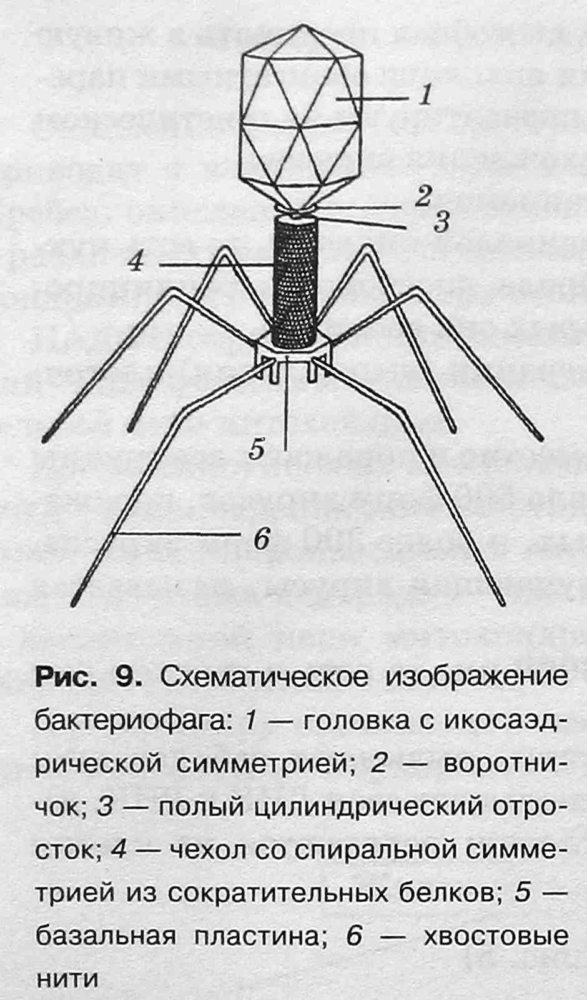 1
2
3
4
5
6
Рис. 9. Схематическое изображение
бактериофага: 1 — головка с икосаэд-
рической симметрией; 2 — воротни-
чок; 3 — полый цилиндрический отро-
сток; 4 — чехол со спиральной симме-
трией из сократительных белков; 5 —
базальная пластина; 6 — хвостовые
нити